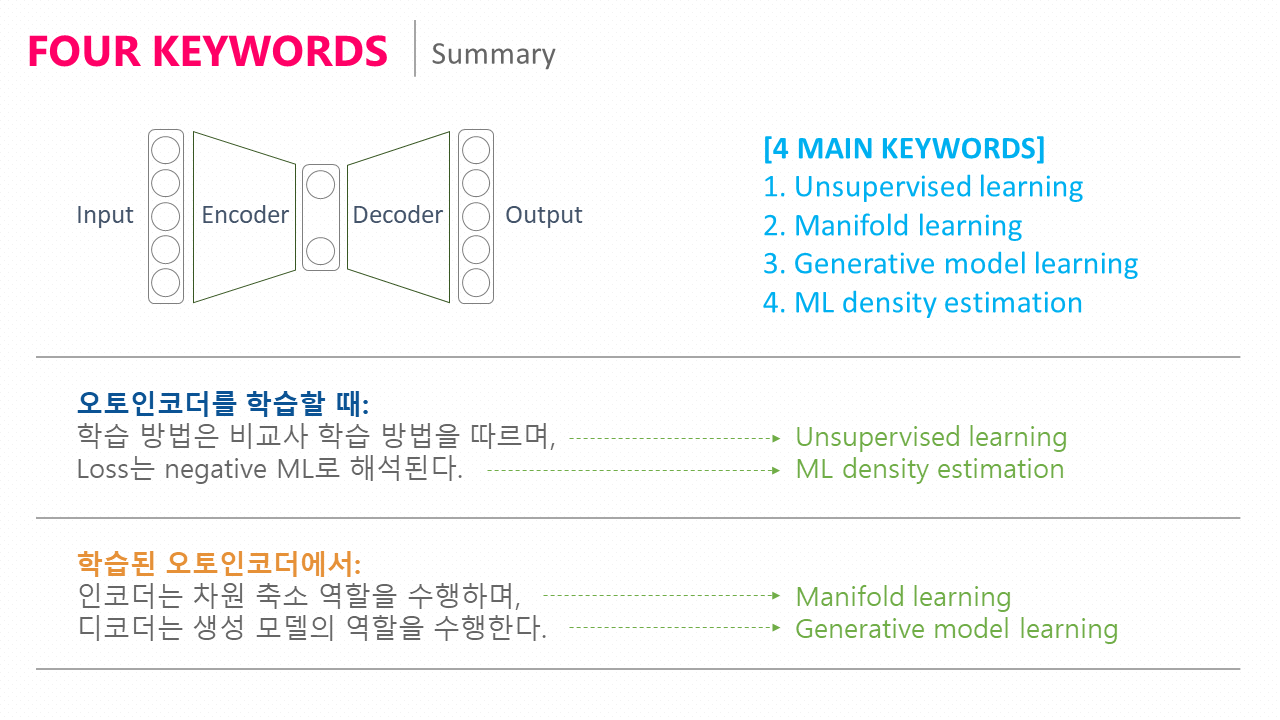 FOUR KEYWORDS
Summary
Input
Encoder
Decoder
Output
[4 MAIN KEYWORDS]
1. Unsupervised learning
2. Manifold learning
3. Generative model learning
4. ML density estimation
오토인코더를 학습할 때:
학습 방법은 비교사 학습 방법을 따르며,
Unsupervised learning
Loss는 negative ML로 해석된다.
ML density estimation
학습된 오토인코더에서:
인코더는 차원 축소 역할을 수행하며,
Manifold learning
디코더는 생성 모델의 역할을 수행한다.
Generative model learning